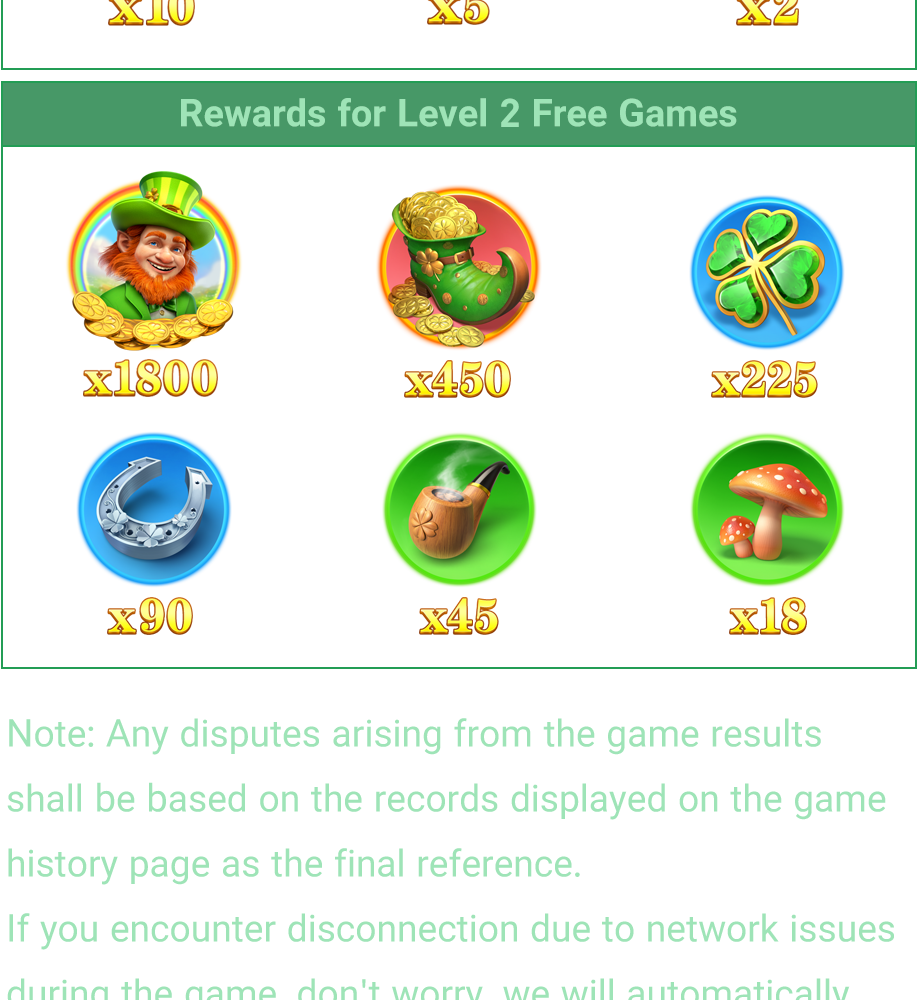 x10 x5 x2
Rewards for Level 2 Free Games
x1800 x450 x225
x90 x45 x18
Note: Any disputes arising from the game results
shall be based on the records displayed on the game
history page as the final reference.
If you encounter disconnection due to network issues
during the game, don't worry, we will automatically